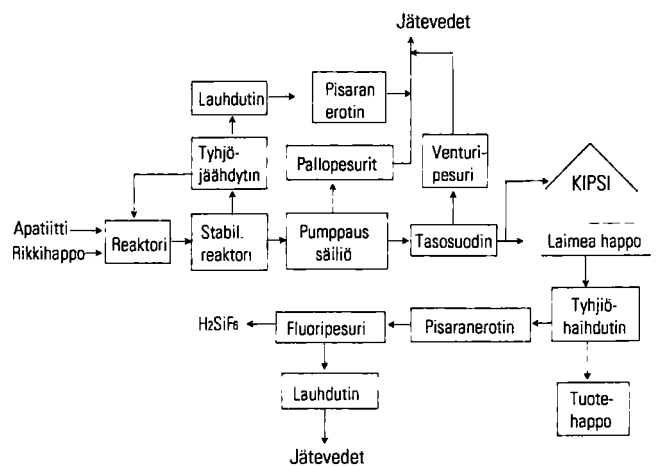 Jätevedet
Lauhdutin
Pisaran
erotin
Tyhjö-
jäähdytin
Pallopesurit
Venturi-
pesuri
KIPSI
Apatiitti
Rikkihappo
Reaktori
Stabil.
reaktori
Pumppaus
säiliö
Tasosuodin
Laimea happo
H2SiF6
Fluoripesuri
Pisaranerotin
Tyhjiö-
haihdutin
Lauhdutin
Tuote-
happo
Jätevedet